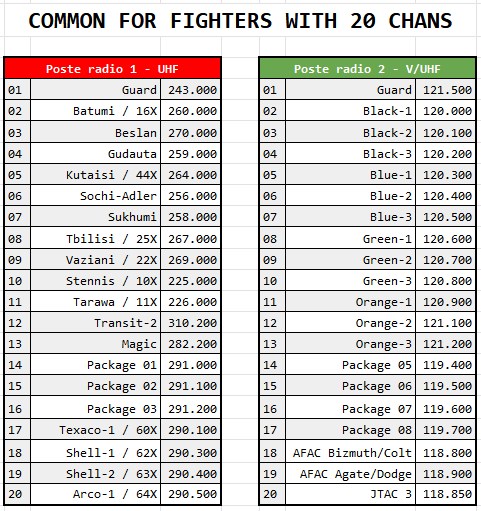 COMMON FOR FIGHTERS WITH 20 CHANS
Poste radio 1 - UHF
01 Guard 243.000
02 Batumi / 16X 260.000
03 Beslan 270.000
04 Gudauta 259.000
05 Kutaisi / 44X 264.000
06 Sochi-Adler 256.000
07 Sukhumi 258.000
08 Tbilisi / 25X 267.000
09 Vaziani / 22X 269.000
10 Stennis / 10X 225.000
11 Tarawa / 11X 226.000
12 Transit-2 310.200
13 Magic 282.200
14 Package 01 291.000
15 Package 02 291.100
16 Package 03 291.200
17 Texaco-1 / 60X 290.100
18 Shell-1 / 62X 290.300
19 Shell-2 / 63X 290.400
20 Arco-1 / 64X 290.500
Poste radio 2 - V/UHF
01 Guard 121.500
02 Black-1 120.000
03 Black-2 120.100
04 Black-3 120.200
05 Blue-1 120.300
06 Blue-2 120.400
07 Blue-3 120.500
08 Green-1 120.600
09 Green-2 120.700
10 Green-3 120.800
11 Orange-1 120.900
12 Orange-2 121.100
13 Orange-3 121.200
14 Package 05 119.400
15 Package 06 119.500
16 Package 07 119.600
17 Package 08 119.700
18 AFAC Bizmuth/Colt 118.800
19 AFAC Agate/Dodge 118.900
20 JTAC 3 118.850